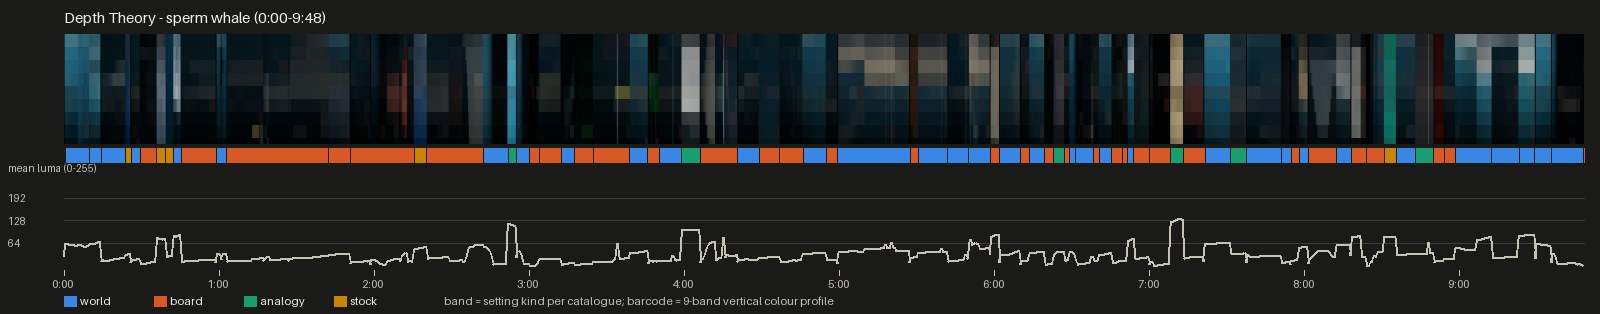 Depth Theory - sperm whale (0:00-9:48)
mean luma (0-255)
192
128
64
0:00 1:00 2:00 3:00 4:00 5:00 6:00 7:00 8:00 9:00
world board analogy stock band = setting kind per catalogue; barcode = 9-band vertical colour profile